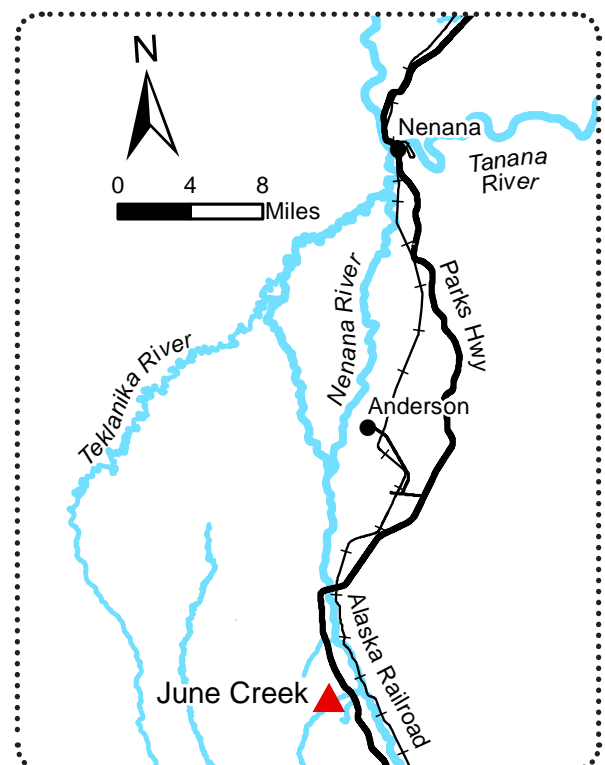 N
0 4 8
Miles
Nenana
Tanana
River
Parks Hwy
Nenana River
Teklanika River
Anderson
Alaska Railroad
June Creek